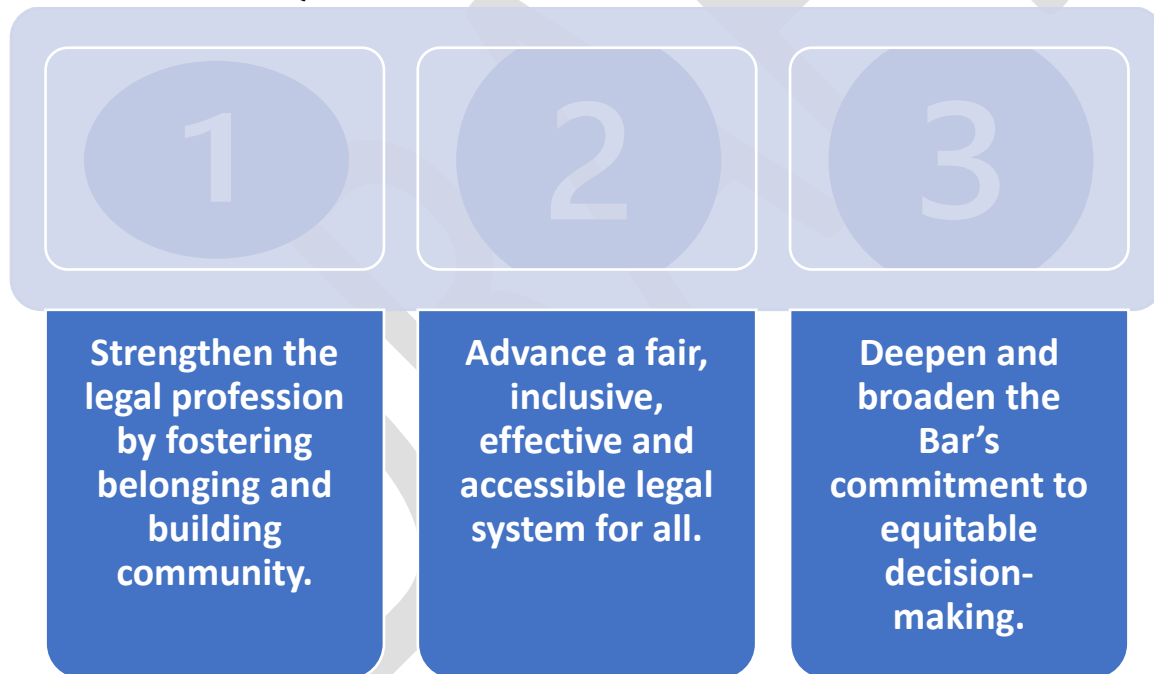 1
2
3
Strengthen the
legal profession
by fostering
belonging and
building
community.
Advance a fair,
inclusive,
effective and
accessible legal
system for all.
Deepen and
broaden the
Bar’s
commitment to
equitable
decision-
making.